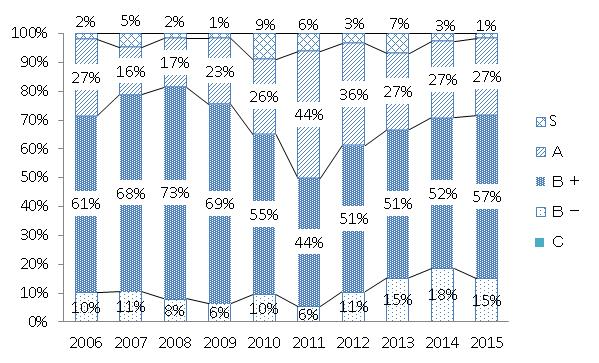 2% 5% 2% 1% 9% 6% 3% 7% 3% 1%
100%
90%
80%
70%
60%
50%
40%
30%
20%
10%
0%
27% 16% 17% 23% 26% 44% 36% 27% 27% 27%
61% 68% 73% 69% 55% 44% 51% 51% 52% 57%
10% 11% 8% 6% 10% 6% 11% 15% 18% 15%
2006 2007 2008 2009 2010 2011 2012 2013 2014 2015
S
A
B +
B −
C